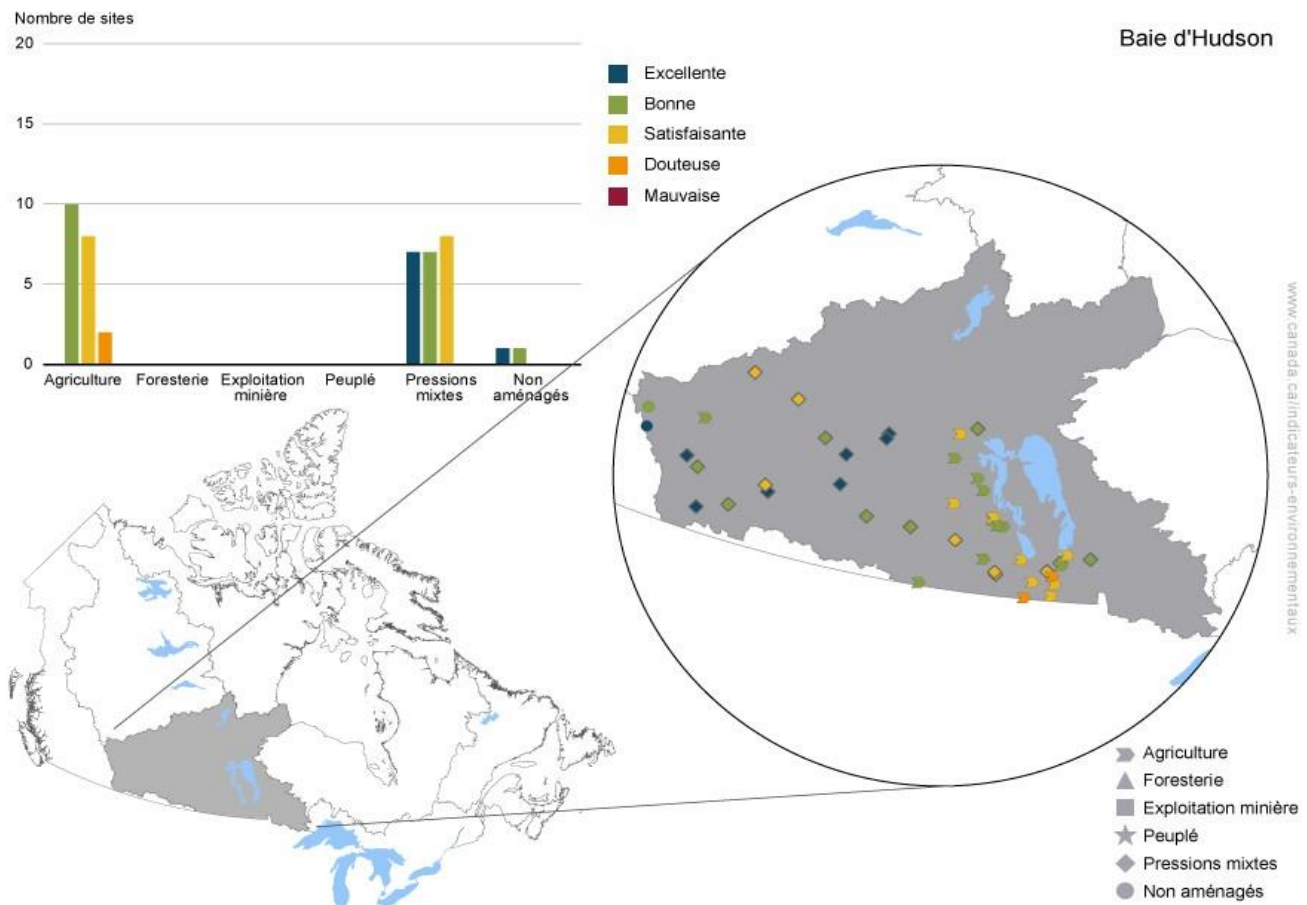 Nombre de sites
20
15
10
5
0
Agriculture
Foresterie
Exploitation
minière
Peuplé
Pressions
mixtes
Non
aménagés
Excellente
Bonne
Satisfaisante
Douteuse
Mauvaise
Baie d'Hudson
www.canada.ca/indicateurs-environnementaux
Agriculture
Foresterie
Exploitation minière
Peuplé
Pressions mixtes
Non aménagés